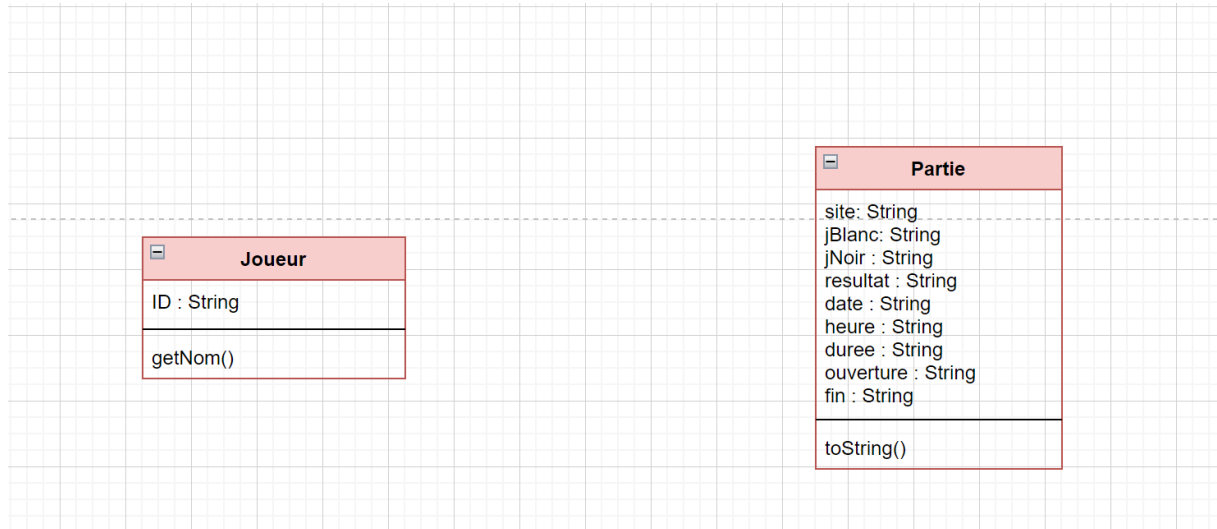 Joueur
ID : String
getNom()
Partie
site: String
jBlanc: String
jNoir : String
resultat : String
date : String
heure : String
duree : String
ouverture : String
fin : String
toString()